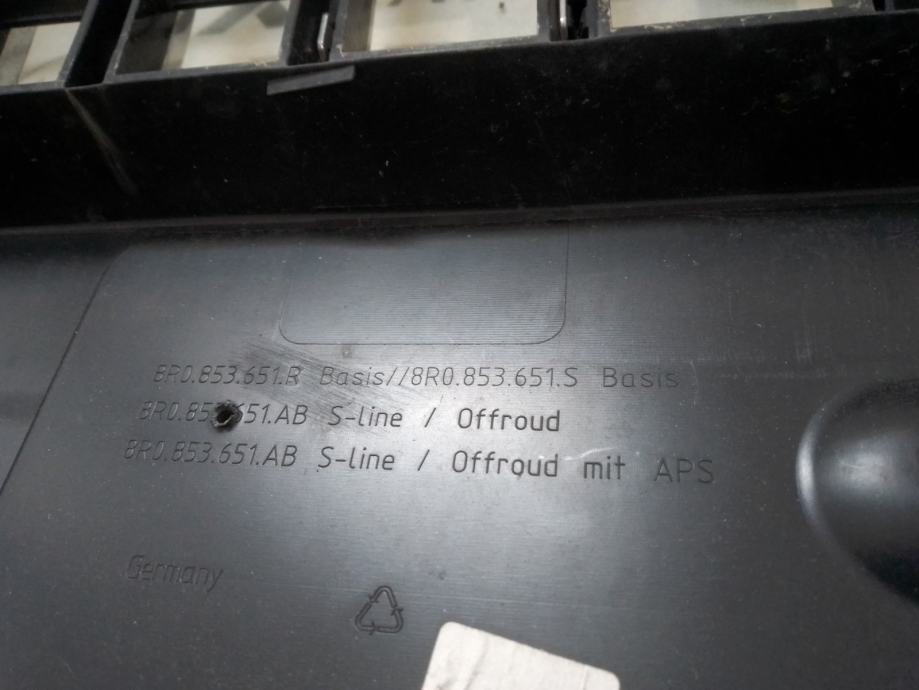 8R0.853.651.R Basis//8R0.853.651.S Basis
8R0.853.651.AB S-line / Offroud
8R0.853.651.AB S-line / Offroud mit APS
Germany